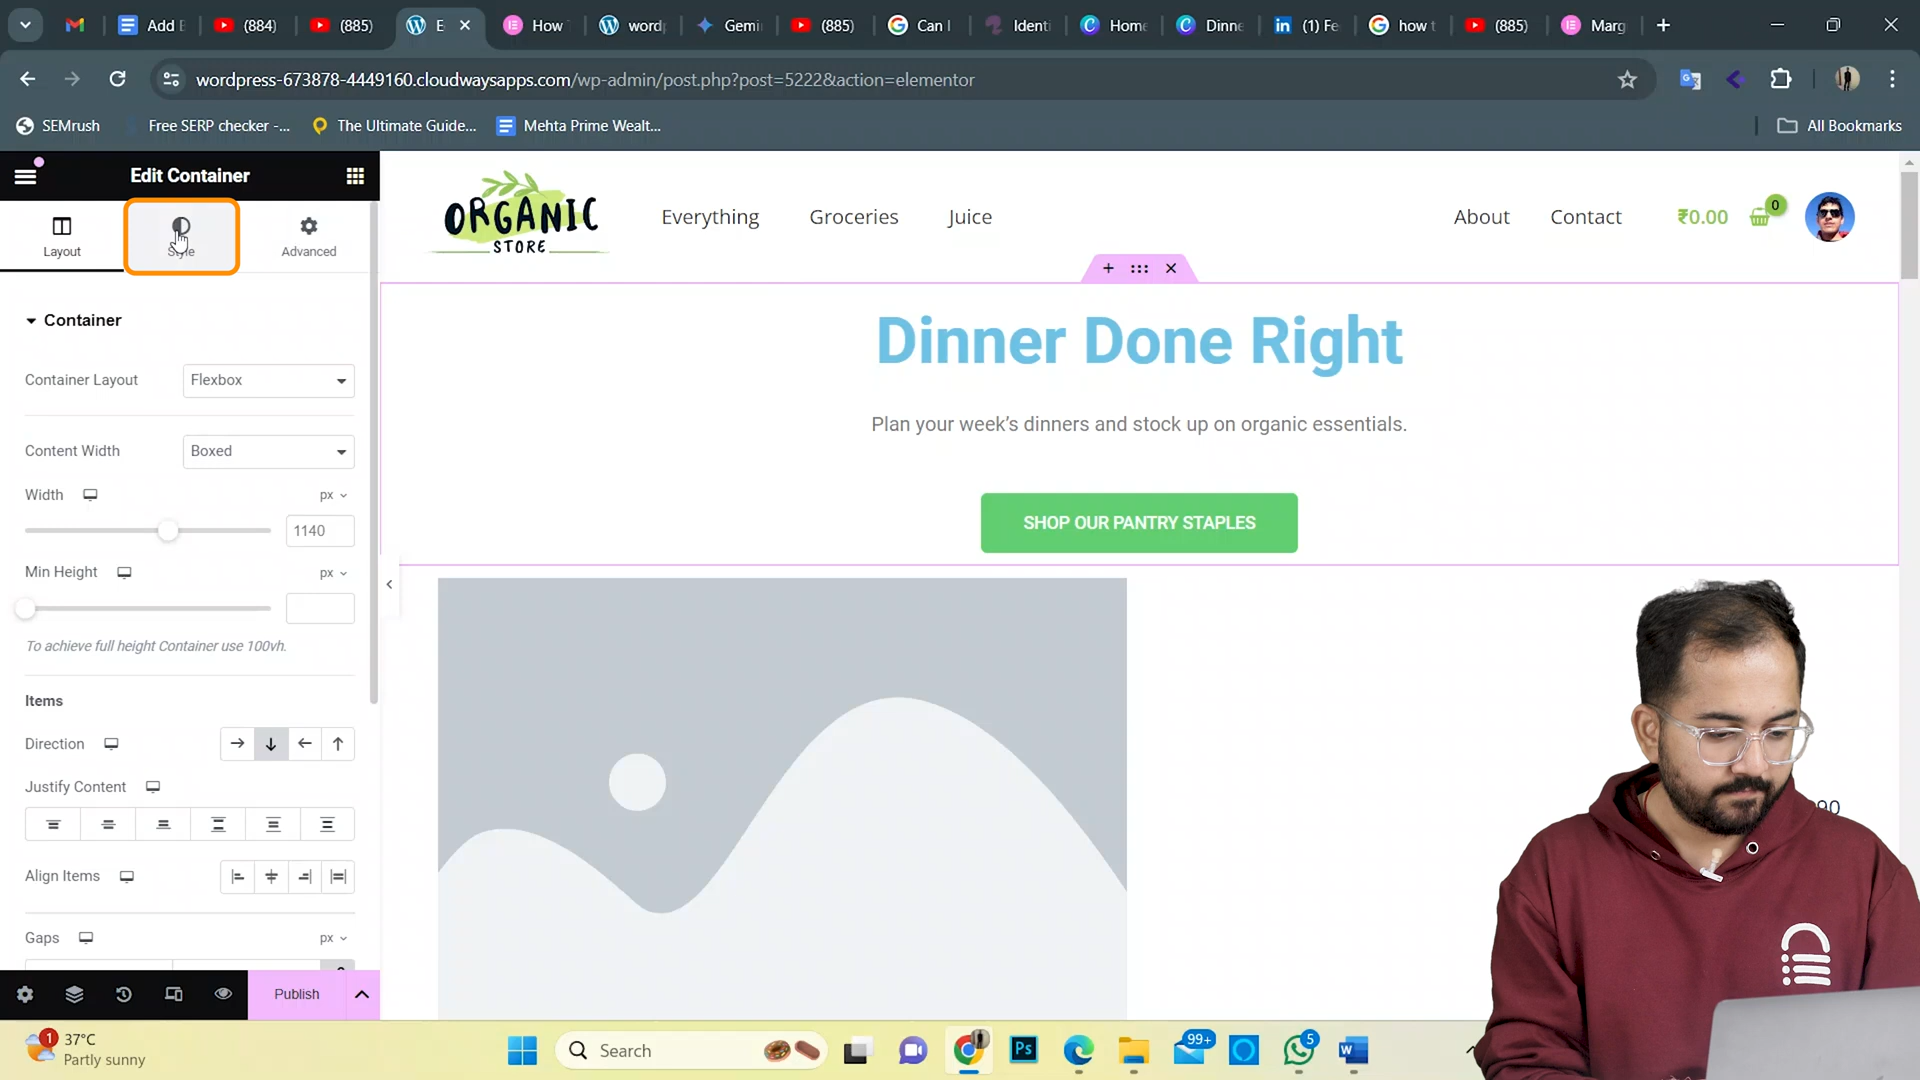 Add E
(884)
(885)
E
How
word
Gemi
(885)
Can I
Identi
Home
Dinne
(1) Fe
how t
(885)
Marg
wordpress-673878-4449160.cloudwaysapps.com/wp-admin/post.php?post=5222&action=elementor
SEMrush
Free SERP checker -...
The Ultimate Guide...
Mehta Prime Wealt...
All Bookmarks
Edit Container
Layout
Style
Advanced
Container
Container Layout
Flexbox
Content Width
Boxed
Width
px
1140
Min Height
px
To achieve full height Container use 100vh.
Items
Direction
Justify Content
Align Items
Gaps
px
Publish
ORGANIC
STORE
Everything
Groceries
Juice
About
Contact
₹0.00
0
Dinner Done Right
Plan your week's dinners and stock up on organic essentials.
SHOP OUR PANTRY STAPLES
1
37°C
Partly sunny
Search
Ps
99+
5
W